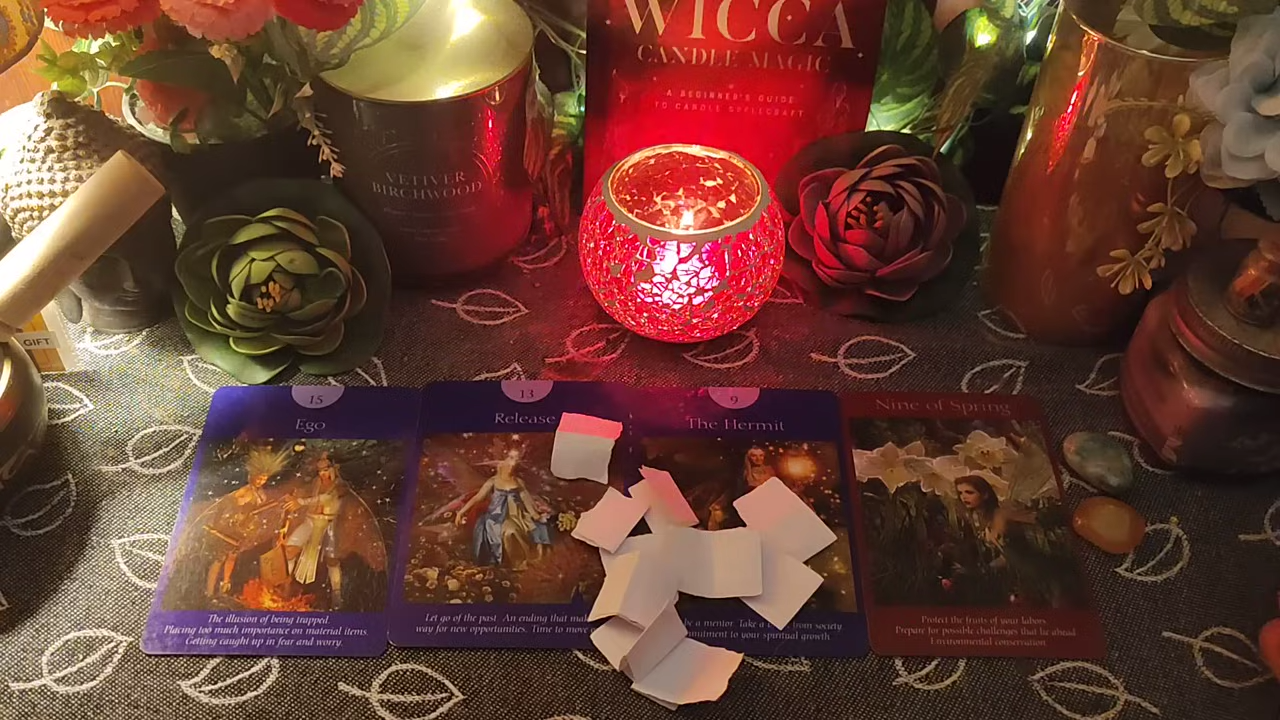 WICCA
CANDLE MAGIC
A BEGINNER'S GUIDE
TO CANDLE SPELLCRAFT
VETIVER
BIRCHWOOD
GIFT
15
Ego
The illusion of being trapped.
Placing too much importance on material items.
Getting caught up in fear and worry.
13
Release
Let go of the past. An ending that
way for new opportunities. Time to move
9
The Hermit
be a mentor. Take a from society
to your spiritual growth.
Nine of Spring
Protect the fruits of your labors.
Prepare for possible challenges that lie ahead.
Environmental conservation.